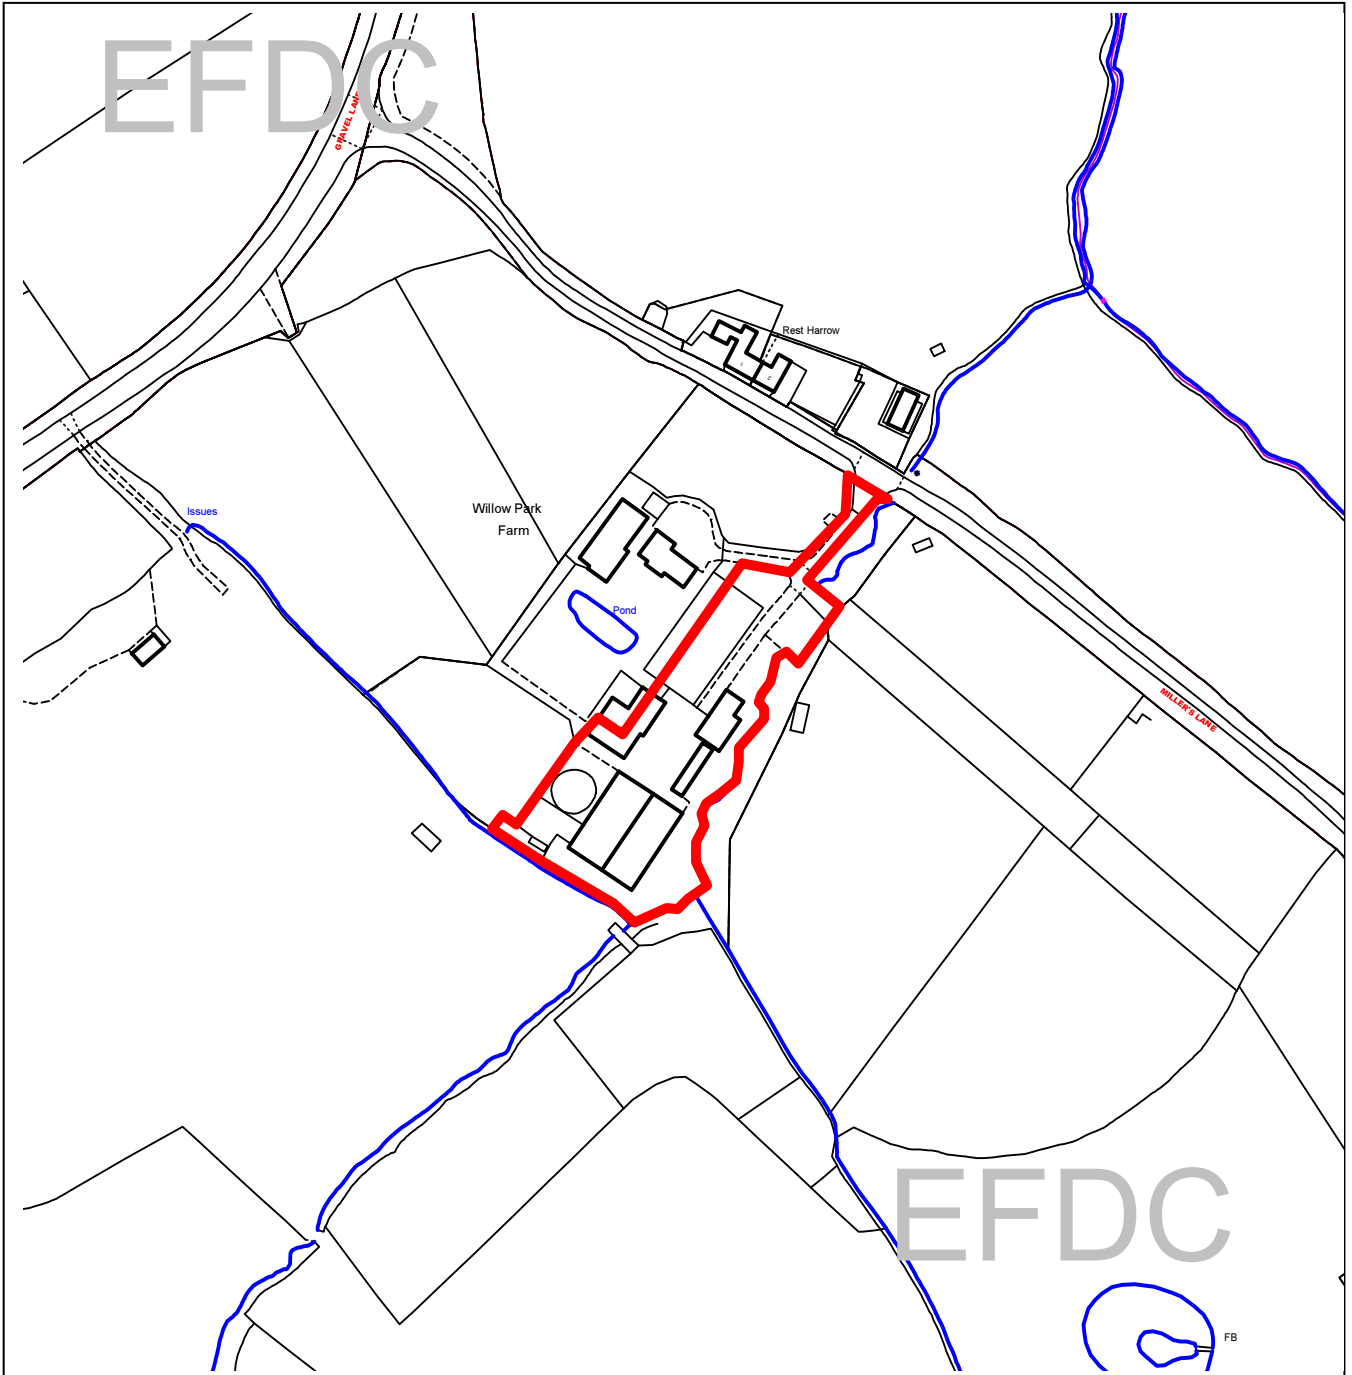 EFDC
GRAVEL LANE
Rest Harrow
Willow Park
Farm
Issues
Pond
MILLER'S LANE
EFDC
FB